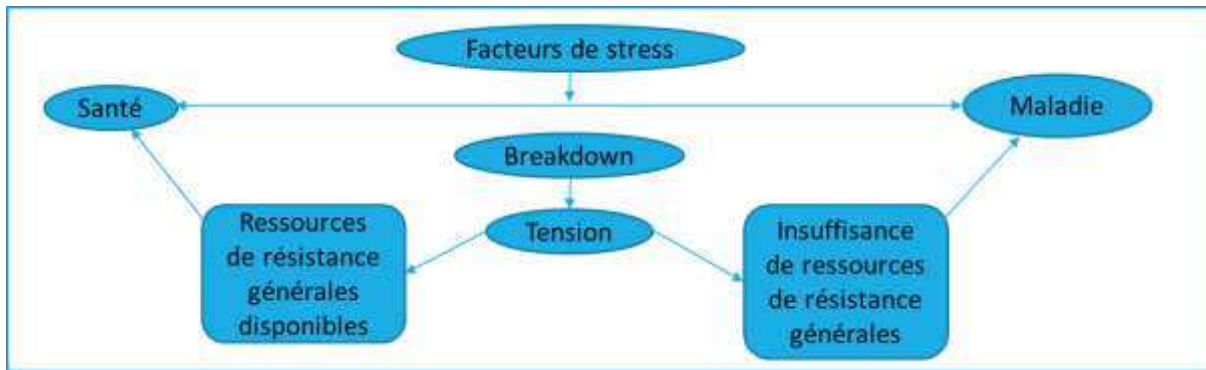 Facteurs de stress
Santé
Maladie
Breakdown
Tension
Ressources
de résistance
générales
disponibles
Insuffisance
de ressources
de résistance
générales